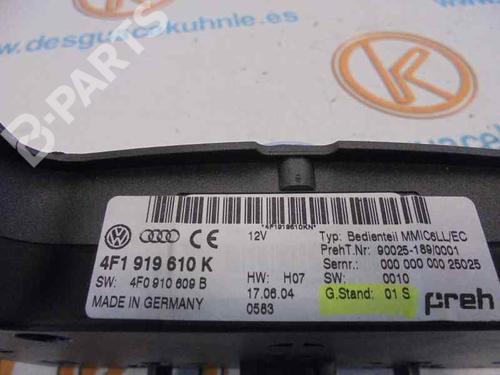 www.desguacekuhnle.es
B-PARTS
*4F1919610KN*
CE
12V
Typ: Bedienteil MMIC6LL/EC
4F1 919 610 K
PrehT.Nr: 90025-189/0001
Sernr.: 000 000 000 25025
SW: 4F0 910 609 B
HW: H07
SW: 0010
17.06.04
G.Stand: 01 S
MADE IN GERMANY
0583
preh